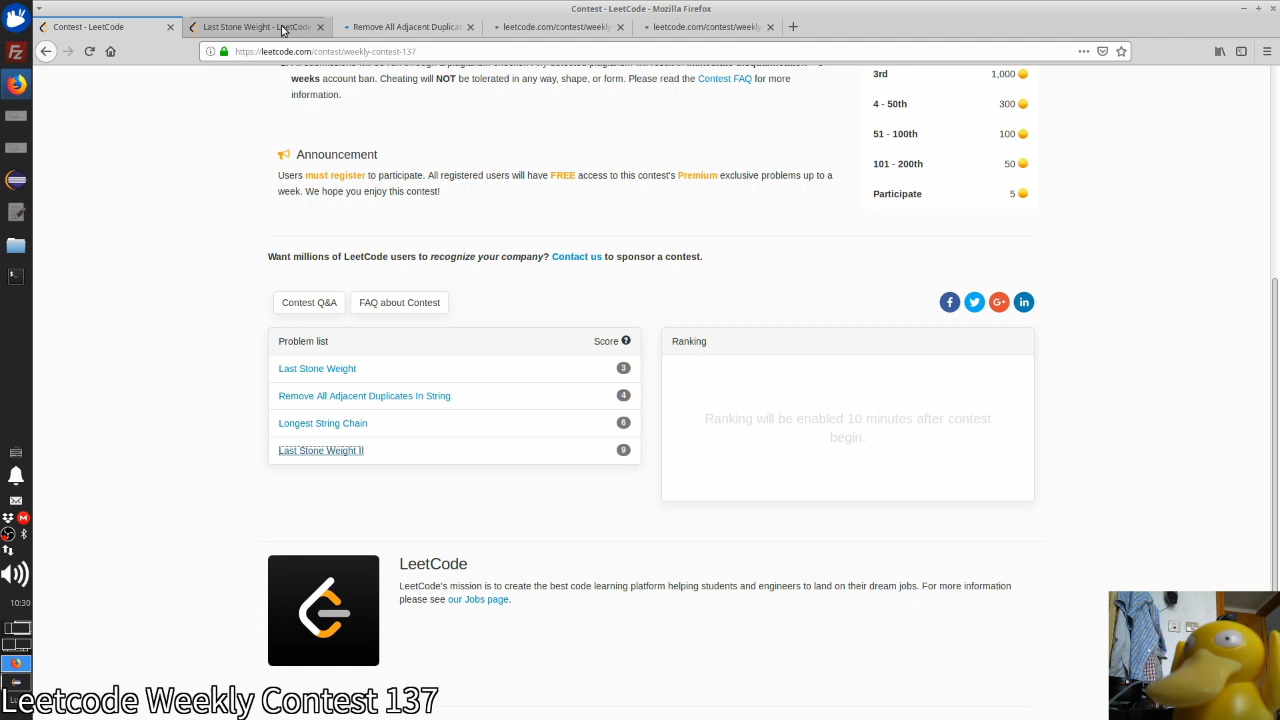 Contest - LeetCode - Mozilla Firefox
Contest - LeetCode
Last Stone Weight - LeetCode
Remove All Adjacent Duplicat
leetcode.com/contest/weekly
leetcode.com/contest/weekly
https://leetcode.com/contest/weekly-contest-137
weeks account ban. Cheating will NOT be tolerated in any way, shape, or form. Please read the Contest FAQ for more
information.
3rd 1,000
4 - 50th 300
51 - 100th 100
101 - 200th 50
Participate 5
Announcement
Users must register to participate. All registered users will have FREE access to this contest's Premium exclusive problems up to a
week. We hope you enjoy this contest!
Want millions of LeetCode users to recognize your company? Contact us to sponsor a contest.
Contest Q&A
FAQ about Contest
Problem list Score
Last Stone Weight 3
Remove All Adjacent Duplicates In String 4
Longest String Chain 6
Last Stone Weight II 9
Ranking
Ranking will be enabled 10 minutes after contest
begin.
LeetCode
LeetCode's mission is to create the best code learning platform helping students and engineers to land on their dream jobs. For more information
please see our Jobs page.
10:30
Leetcode Weekly Contest 137